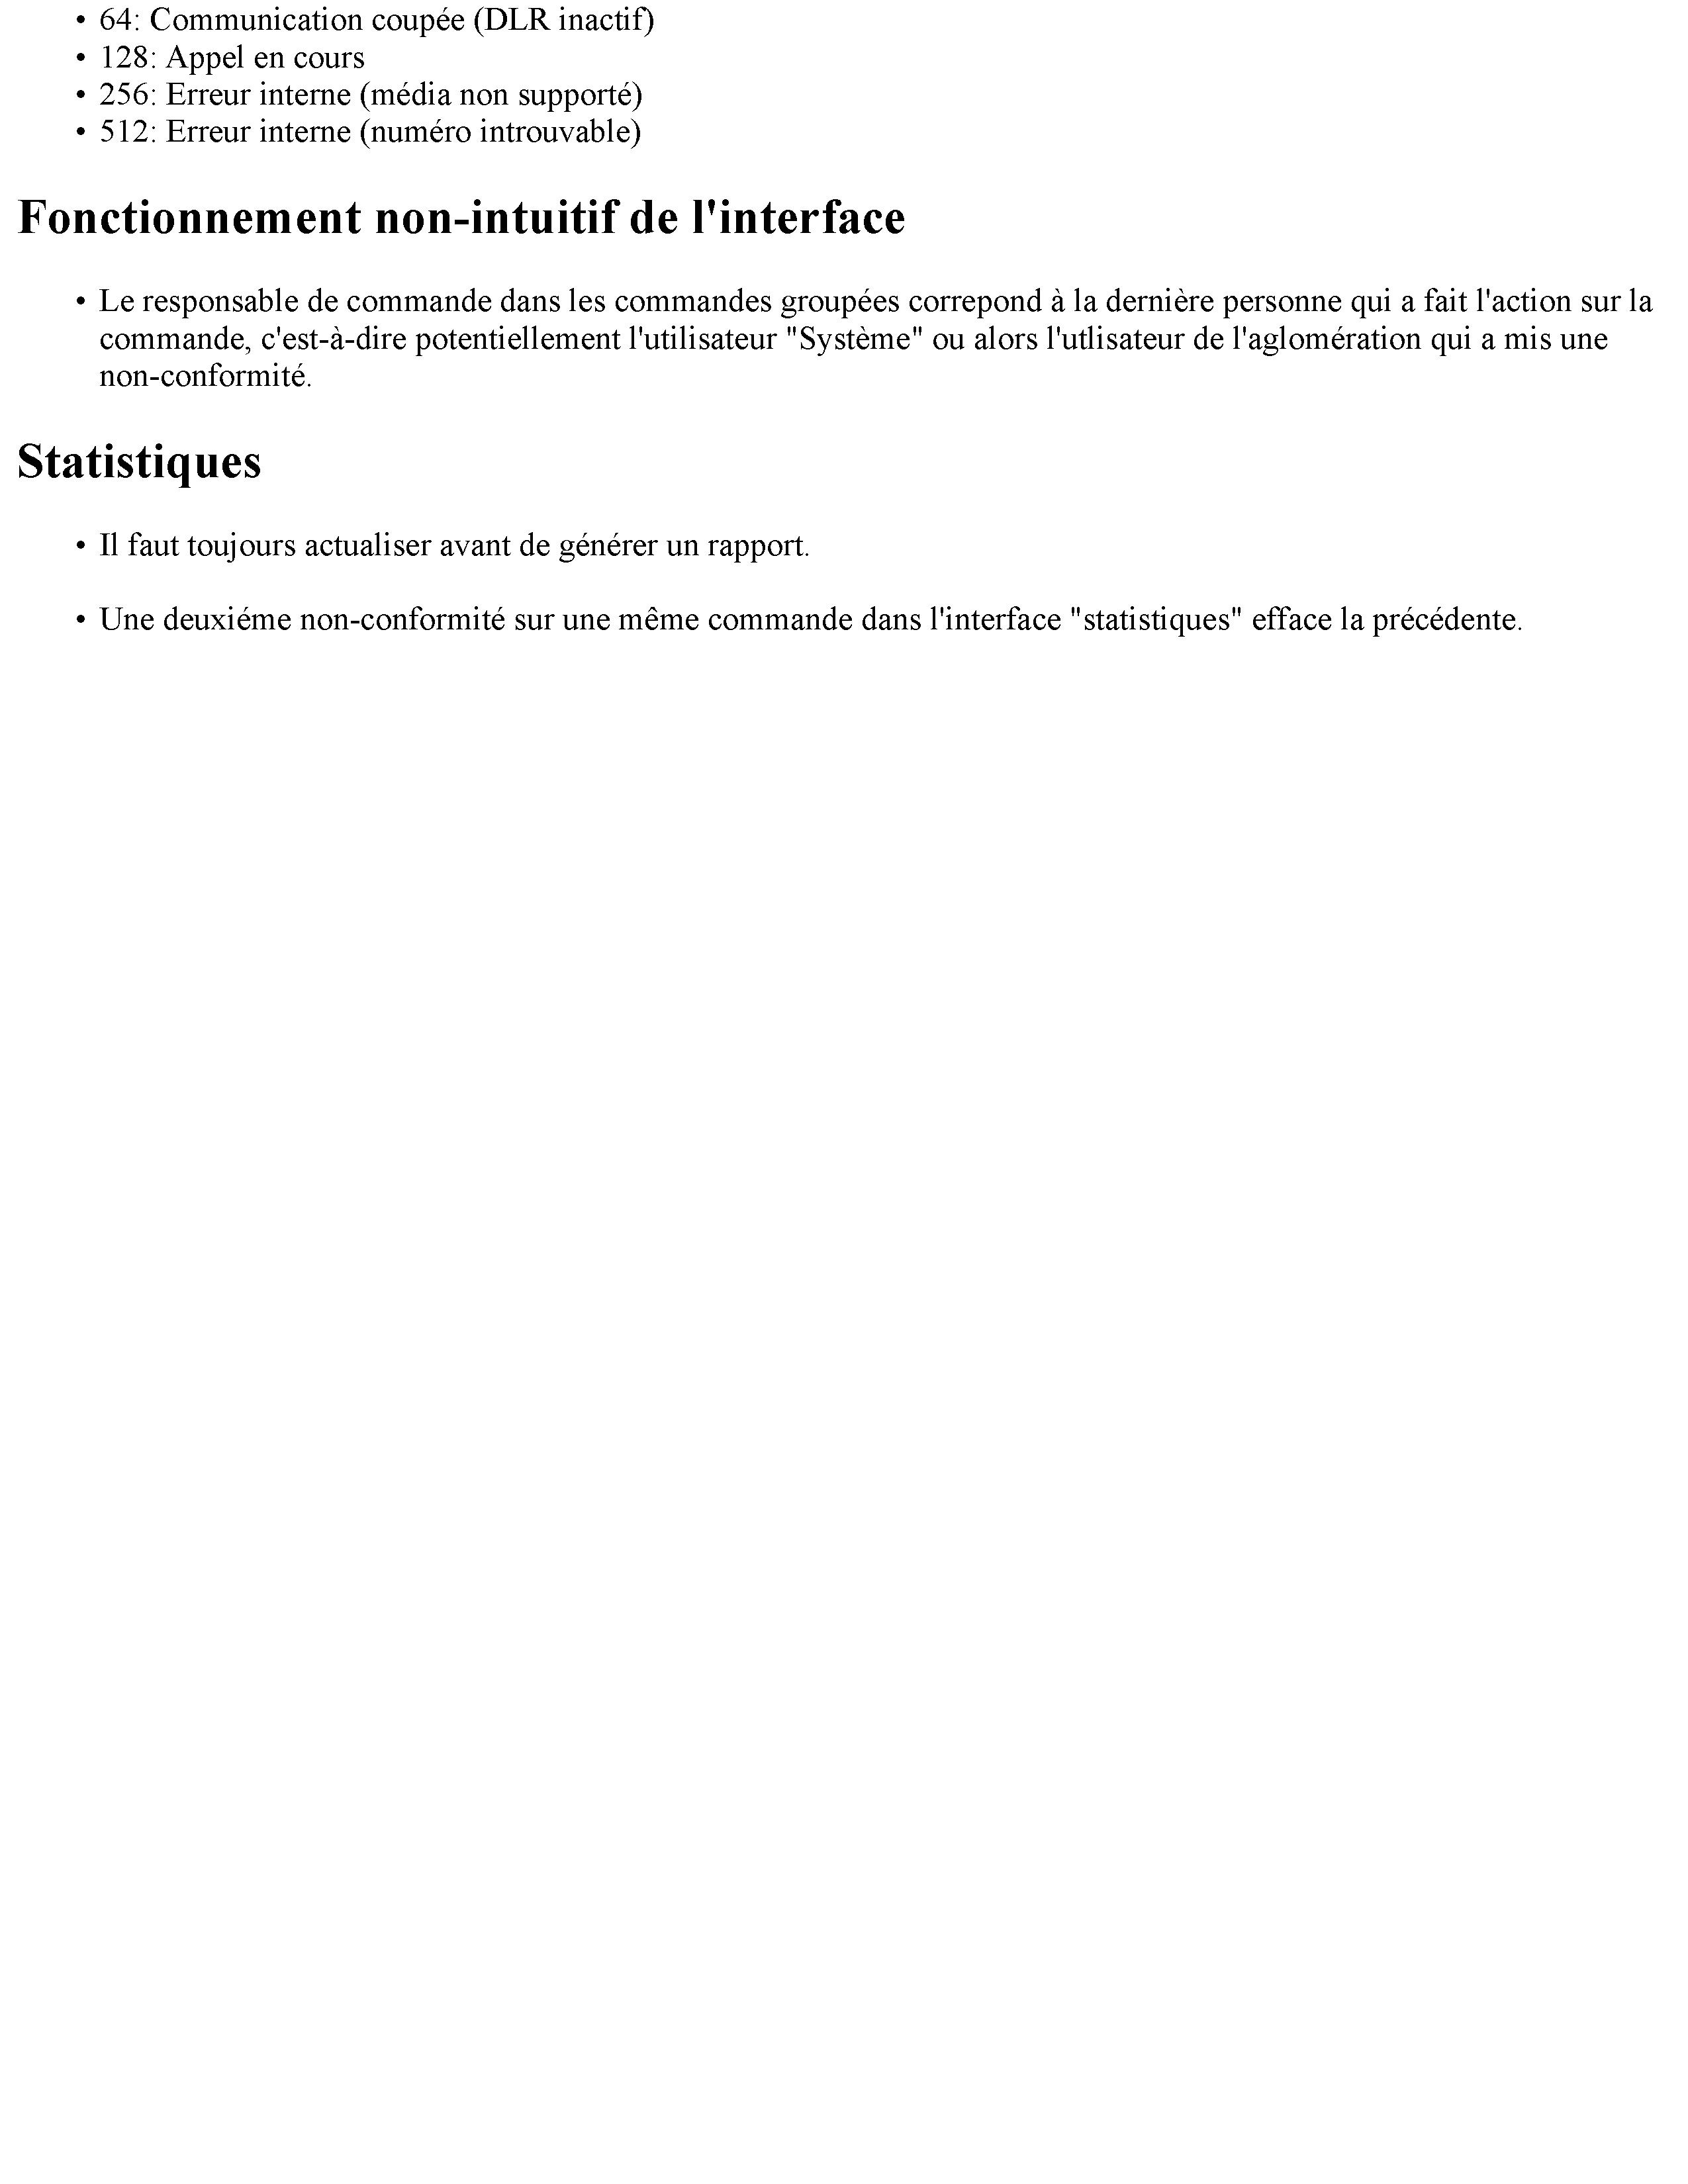 • 64: Communication coupée (DLR inactif)
• 128: Appel en cours
• 256: Erreur interne (média non supporté)
• 512: Erreur interne (numéro introuvable)
Fonctionnement non-intuitif de l'interface
• Le responsable de commande dans les commandes groupées correpond à la dernière personne qui a fait l'action sur la
commande, c'est-à-dire potentiellement l'utilisateur "Système" ou alors l'utlisateur de l'aglomération qui a mis une
non-conformité.
Statistiques
• Il faut toujours actualiser avant de générer un rapport.
• Une deuxiéme non-conformité sur une même commande dans l'interface "statistiques" efface la précédente.